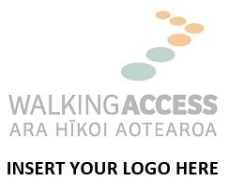 WALKINGACCESS
ARA HĪKOI AOTEAROA
INSERT YOUR LOGO HERE